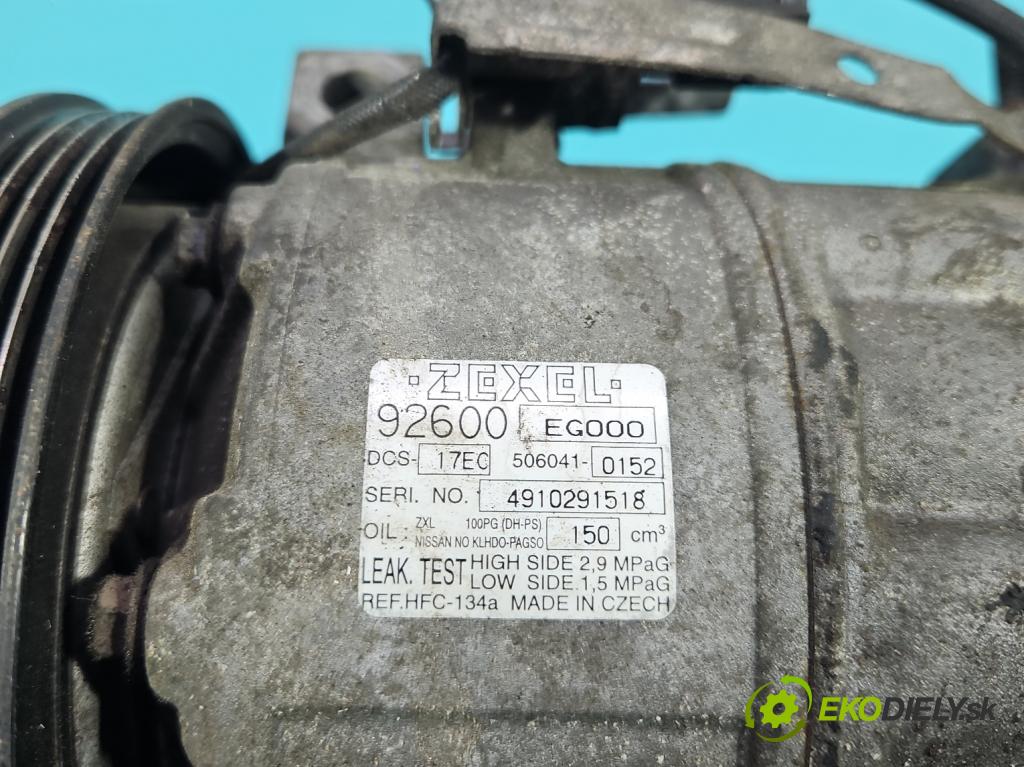 ·ZEXEL·
92600 EG000
DCS- 17EC 506041- 0152
SERI. NO. 4910291518
OIL : ZXL 100PG (DH-PS) 150 cm³
NISSAN NO KLHDO-PAGSO
LEAK. TEST HIGH SIDE 2,9 MPaG
LOW SIDE.1,5 MPaG
REF.HFC-134a MADE IN CZECH
EKODIELY.sk